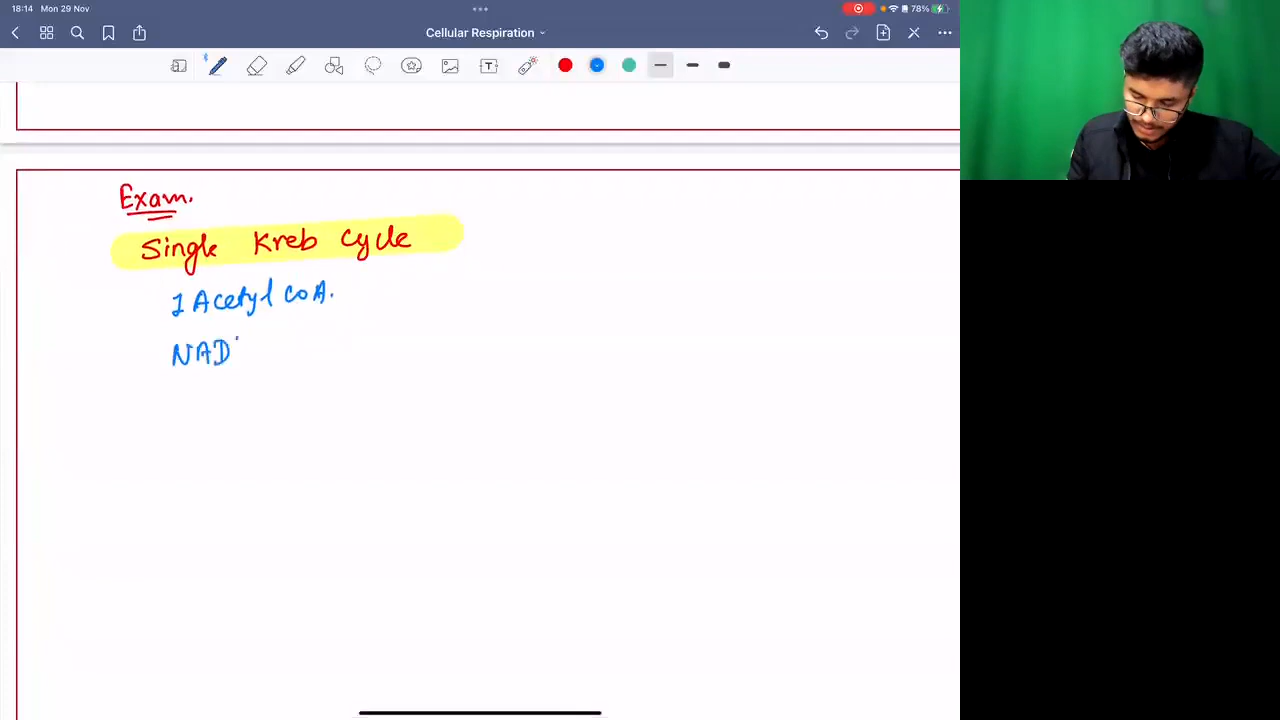 18:14 Mon 29 Nov
78%
Cellular Respiration
T
Exam.
Single Kreb Cycle
1 Acetyl CoA.
NAD